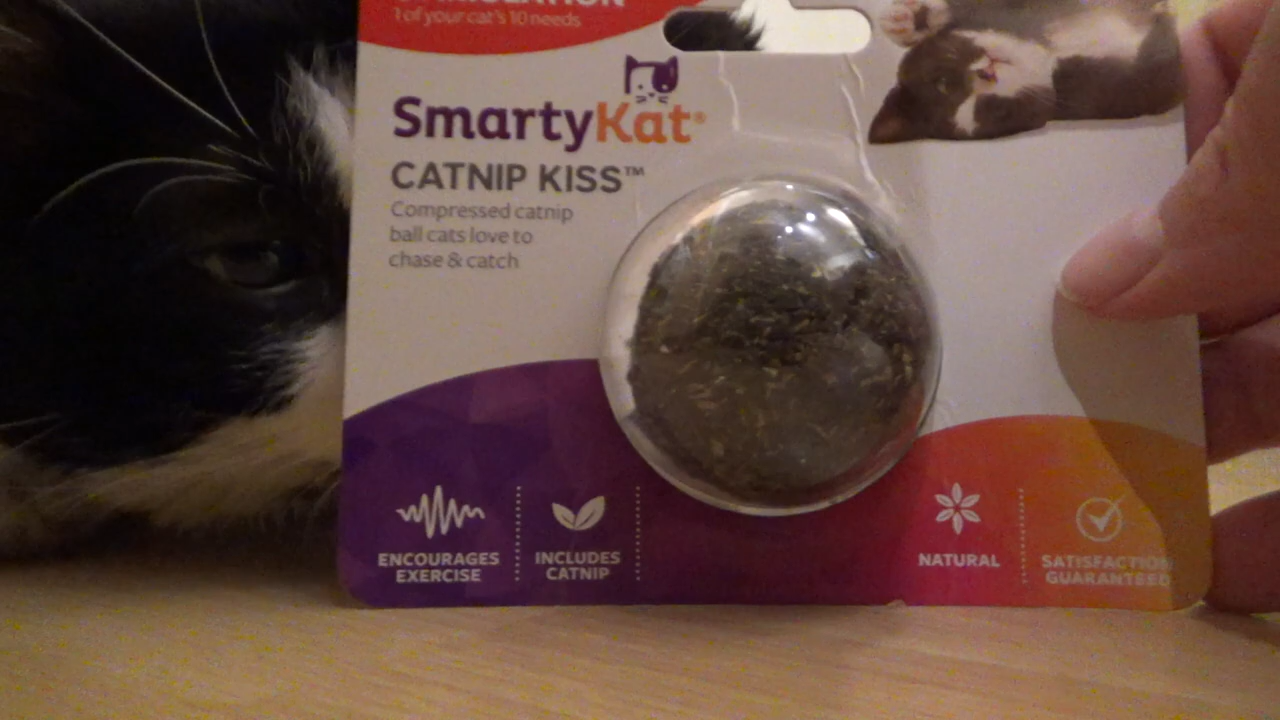 1 of your cat's 10 needs
SmartyKat®
CATNIP KISS™
Compressed catnip
ball cats love to
chase & catch
ENCOURAGES
EXERCISE
INCLUDES
CATNIP
NATURAL
SATISFACTION
GUARANTEED